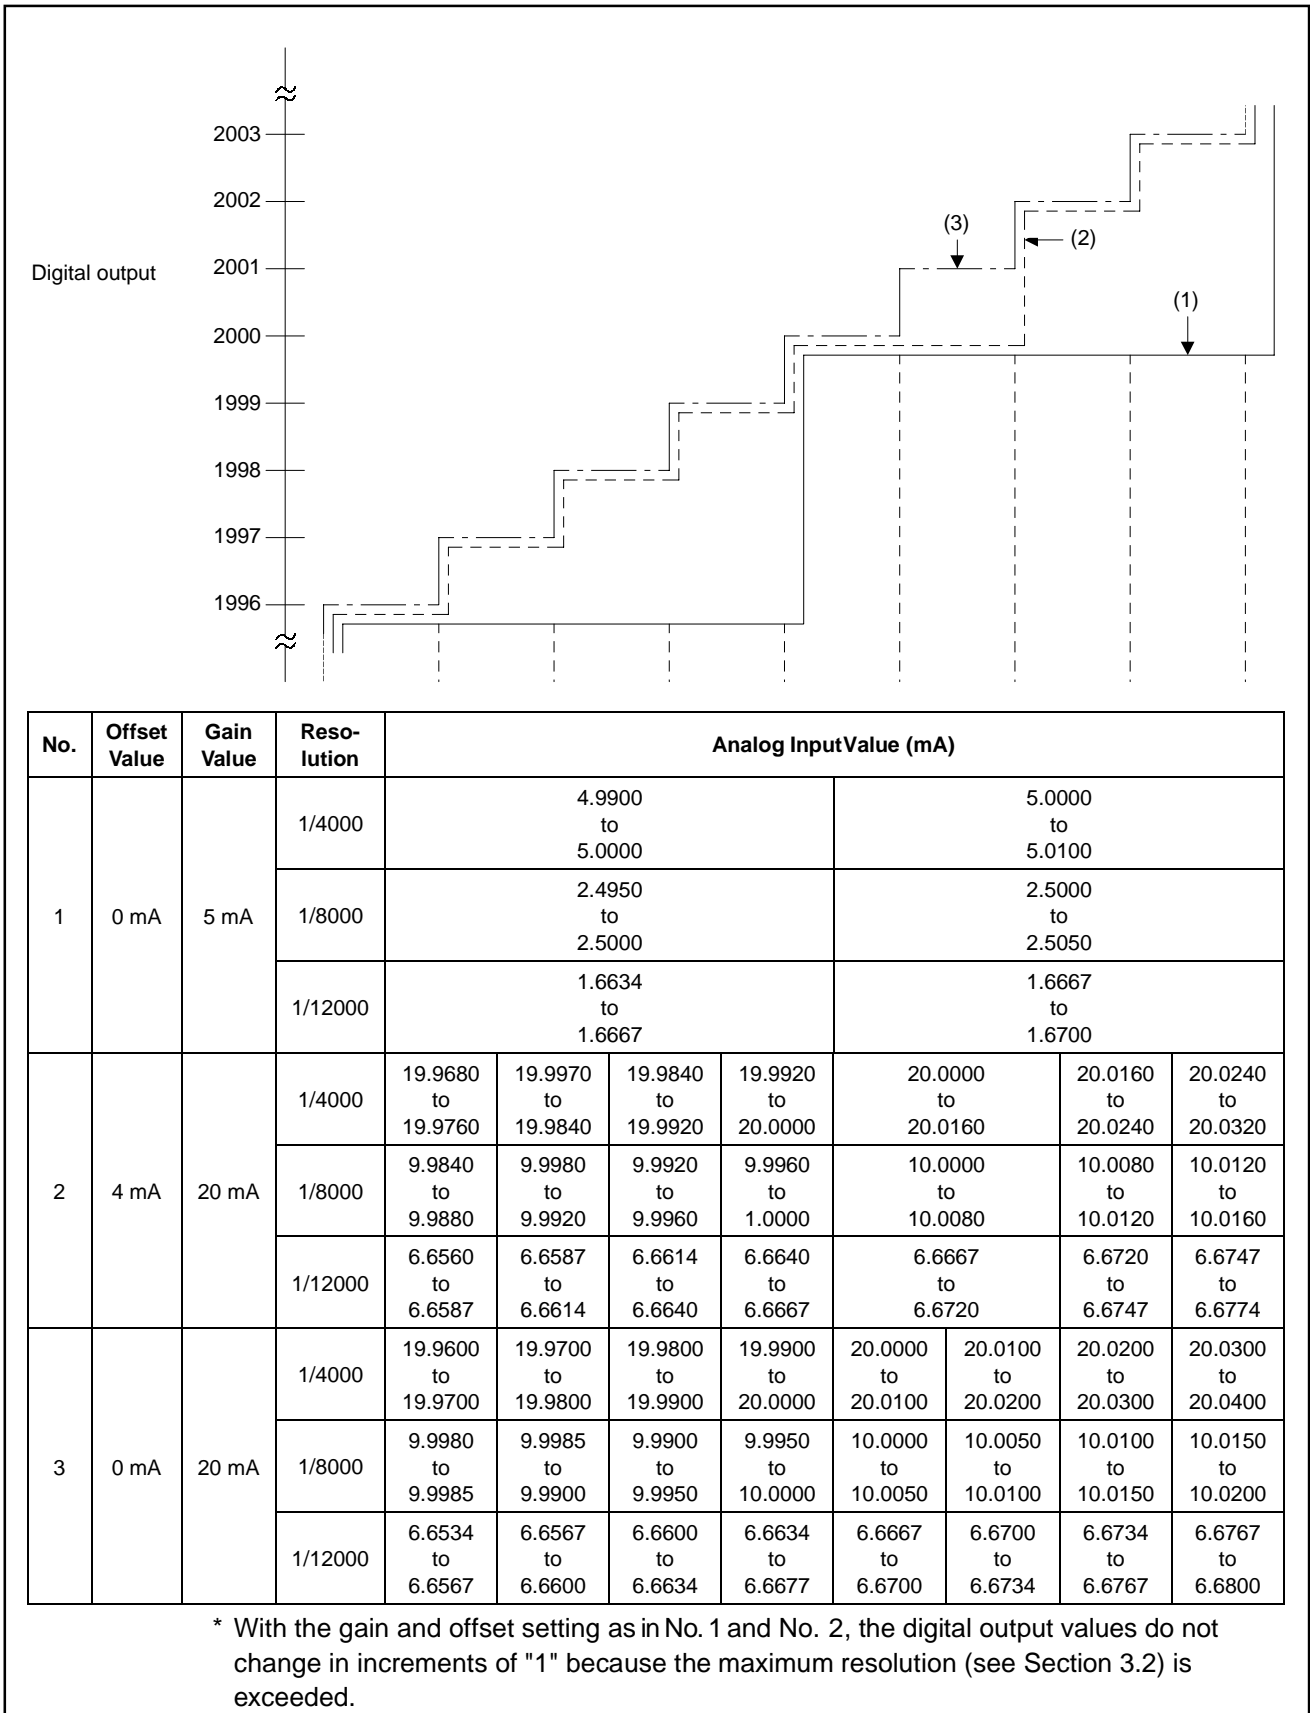 2003
2002
(3)
(2)
Digital output
2001
(1)
2000
1999
1998
1997
1996
No. Offset Value Gain Value Reso-lution Analog Input Value (mA)
1 0 mA 5 mA
1/4000 4.9900 to 5.0000 5.0000 to 5.0100
1/8000 2.4950 to 2.5000 2.5000 to 2.5050
1/12000 1.6634 to 1.6667 1.6667 to 1.6700
2 4 mA 20 mA
1/4000 19.9680 to 19.9760 19.9970 to 19.9840 19.9840 to 19.9920 19.9920 to 20.0000 20.0000 to 20.0160 20.0160 to 20.0240 20.0240 to 20.0320
1/8000 9.9840 to 9.9880 9.9980 to 9.9920 9.9920 to 9.9960 9.9960 to 1.0000 10.0000 to 10.0080 10.0080 to 10.0120 10.0120 to 10.0160
1/12000 6.6560 to 6.6587 6.6587 to 6.6614 6.6614 to 6.6640 6.6640 to 6.6667 6.6667 to 6.6720 6.6720 to 6.6747 6.6747 to 6.6774
3 0 mA 20 mA
1/4000 19.9600 to 19.9700 19.9700 to 19.9800 19.9800 to 19.9900 19.9900 to 20.0000 20.0000 to 20.0100 20.0100 to 20.0200 20.0200 to 20.0300 20.0300 to 20.0400
1/8000 9.9980 to 9.9985 9.9985 to 9.9900 9.9900 to 9.9950 9.9950 to 10.0000 10.0000 to 10.0050 10.0050 to 10.0100 10.0100 to 10.0150 10.0150 to 10.0200
1/12000 6.6534 to 6.6567 6.6567 to 6.6600 6.6600 to 6.6634 6.6634 to 6.6677 6.6667 to 6.6700 6.6700 to 6.6734 6.6734 to 6.6767 6.6767 to 6.6800
* With the gain and offset setting as in No. 1 and No. 2, the digital output values do not
change in increments of "1" because the maximum resolution (see Section 3.2) is
exceeded.